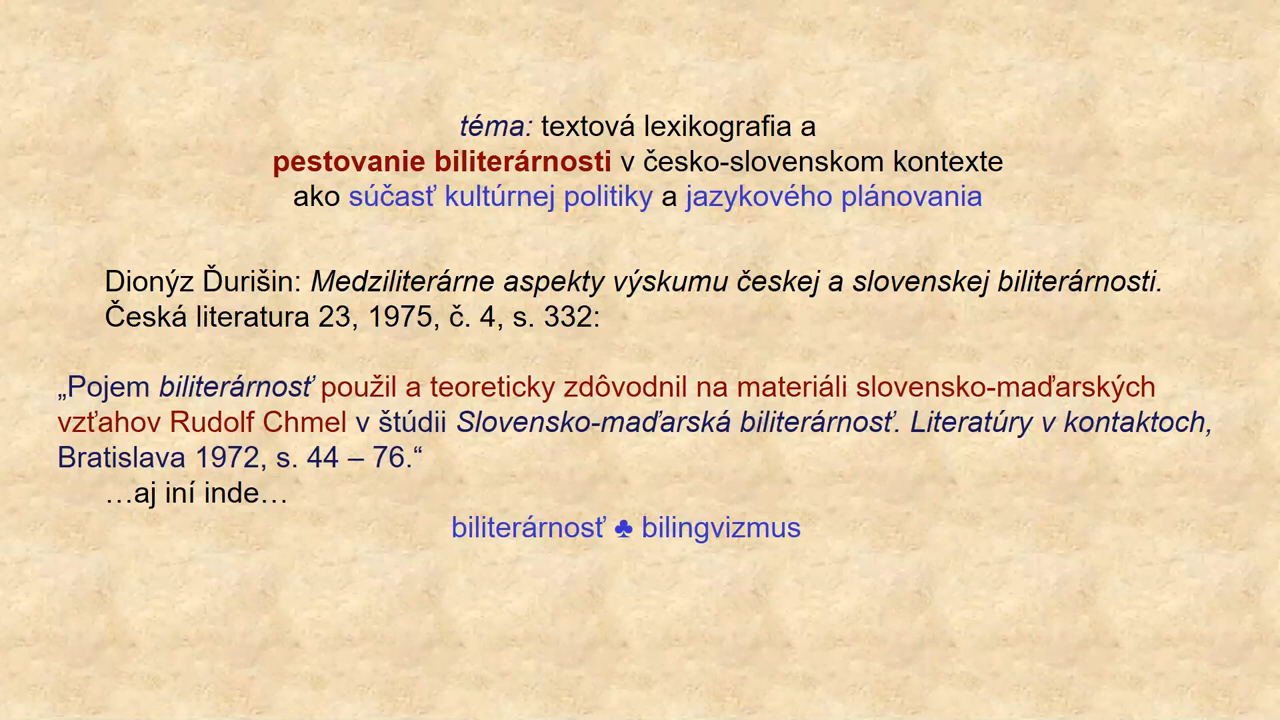 téma: textová lexikografia a
pestovanie biliterárnosti v česko-slovenskom kontexte
ako súčasť kultúrnej politiky a jazykového plánovania
Dionýz Ďurišin: Medziliterárne aspekty výskumu českej a slovenskej biliterárnosti.
Česká literatura 23, 1975, č. 4, s. 332:
„Pojem biliterárnosť použil a teoreticky zdôvodnil na materiáli slovensko-maďarských
vzťahov Rudolf Chmel v štúdii Slovensko-maďarská biliterárnosť. Literatúry v kontaktoch,
Bratislava 1972, s. 44 – 76.“
…aj iní inde…
biliterárnosť ♣ bilingvizmus